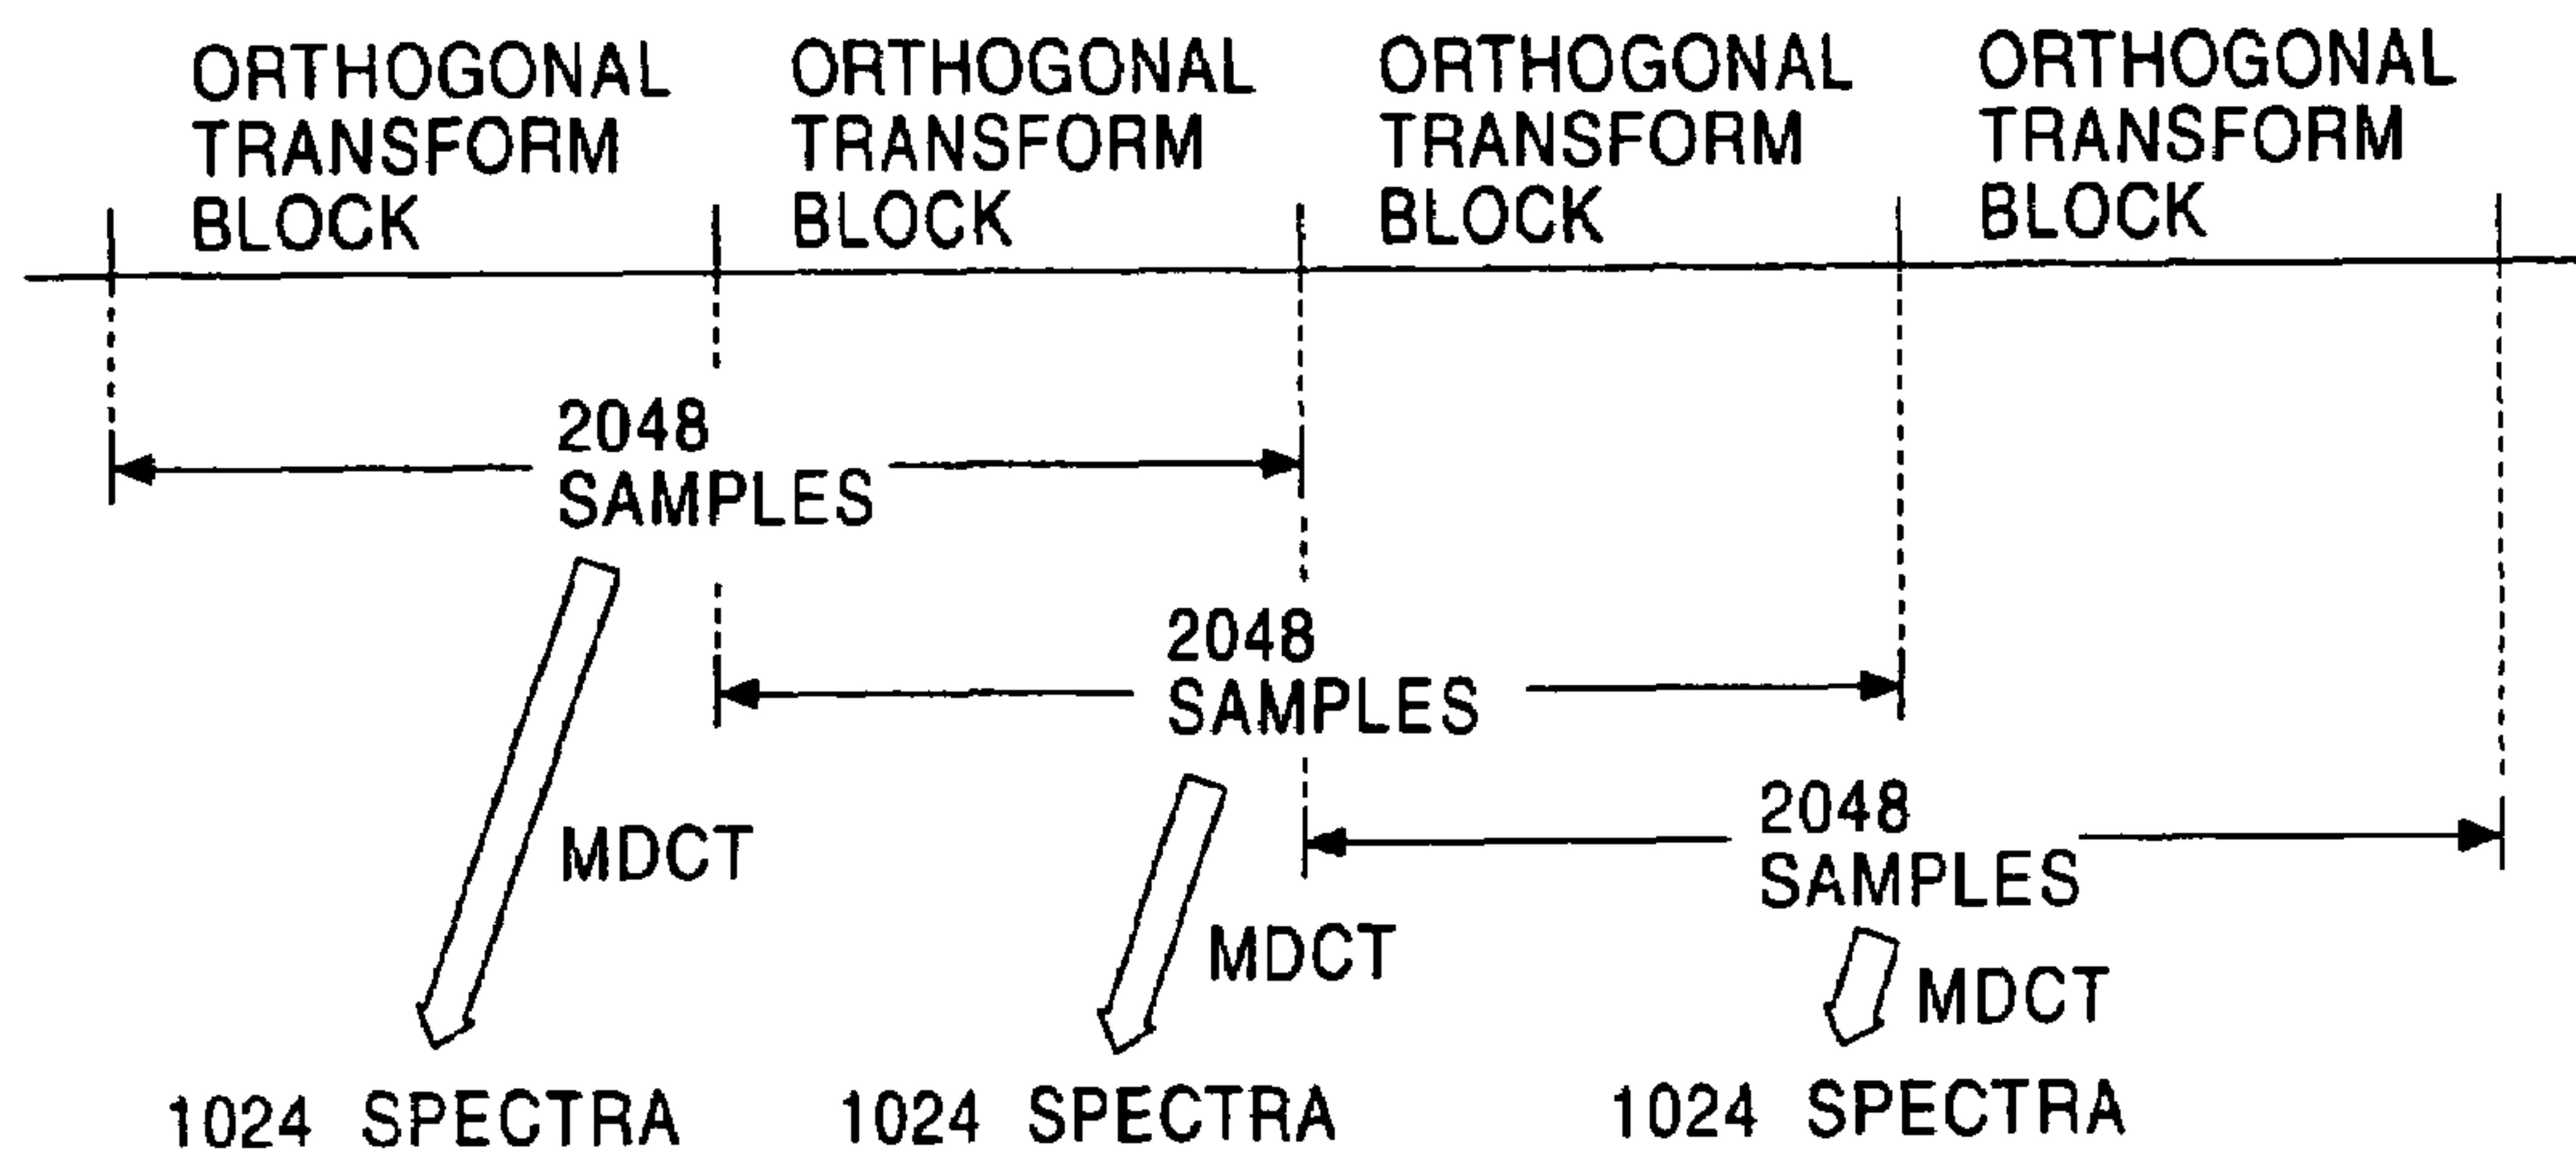 ORTHOGONAL
TRANSFORM
BLOCK
ORTHOGONAL
TRANSFORM
BLOCK
ORTHOGONAL
TRANSFORM
BLOCK
ORTHOGONAL
TRANSFORM
BLOCK
2048
SAMPLES
2048
SAMPLES
2048
SAMPLES
MDCT
MDCT
MDCT
1024 SPECTRA
1024 SPECTRA
1024 SPECTRA